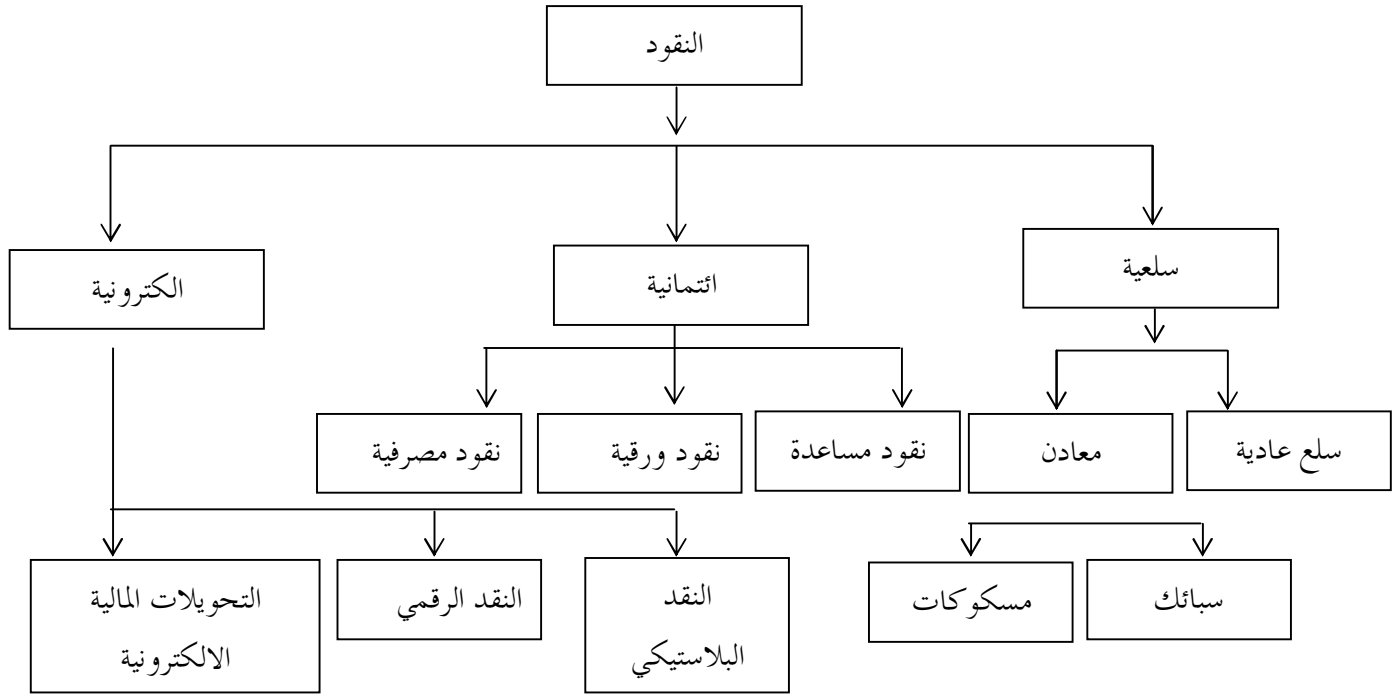 النقود
سلعية
ائتمانية
الكترونية
سلع عادية
معادن
نقود مساعدة
نقود ورقية
نقود مصرفية
سبائك
مسكوكات
النقد
البلاستيكي
النقد الرقمي
التحويلات المالية
الالكترونية